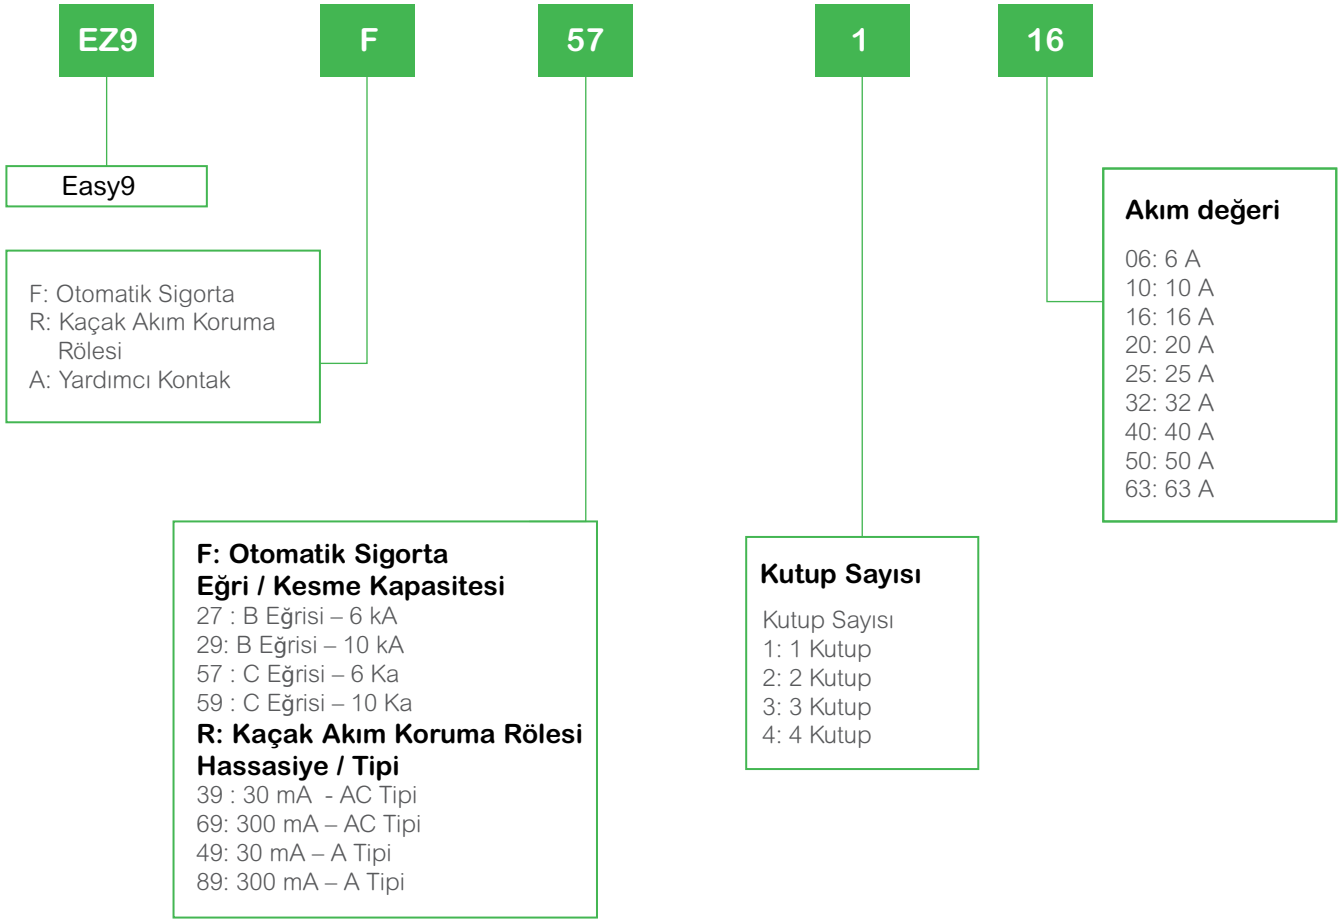 EZ9
F
57
1
16
Easy9
F: Otomatik Sigorta
R: Kaçak Akım Koruma
Rölesi
A: Yardımcı Kontak
F: Otomatik Sigorta
Eğri / Kesme Kapasitesi
27 : B Eğrisi – 6 kA
29: B Eğrisi – 10 kA
57 : C Eğrisi – 6 Ka
59 : C Eğrisi – 10 Ka
R: Kaçak Akım Koruma Rölesi
Hassasiye / Tipi
39 : 30 mA - AC Tipi
69: 300 mA – AC Tipi
49: 30 mA – A Tipi
89: 300 mA – A Tipi
Kutup Sayısı
Kutup Sayısı
1: 1 Kutup
2: 2 Kutup
3: 3 Kutup
4: 4 Kutup
Akım değeri
06: 6 A
10: 10 A
16: 16 A
20: 20 A
25: 25 A
32: 32 A
40: 40 A
50: 50 A
63: 63 A